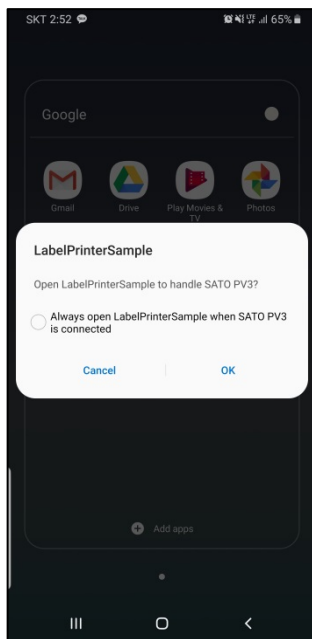 SKT 2:52
LTE 65%
Google
Gmail Drive Play Movies & TV Photos
LabelPrinterSample
Open LabelPrinterSample to handle SATO PV3?
Always open LabelPrinterSample when SATO PV3
is connected
Cancel OK
Add apps